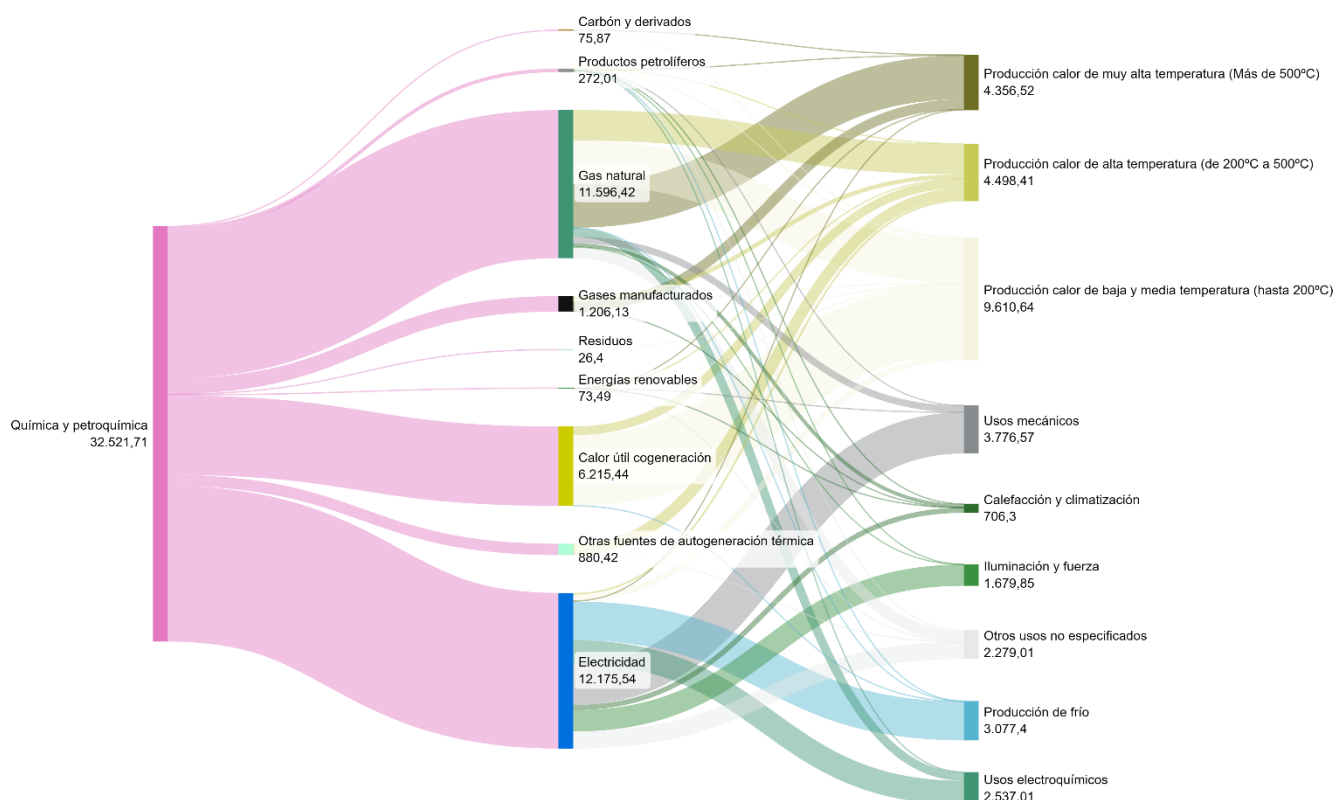 Química y petroquímica
32.521,71
Carbón y derivados
75,87
Productos petrolíferos
272,01
Gas natural
11.596,42
Gases manufacturados
1.206,13
Residuos
26,4
Energías renovables
73,49
Calor útil cogeneración
6.215,44
Otras fuentes de autogeneración térmica
880,42
Electricidad
12.175,54
Producción calor de muy alta temperatura (Más de 500ºC)
4.356,52
Producción calor de alta temperatura (de 200ºC a 500ºC)
4.498,41
Producción calor de baja y media temperatura (hasta 200ºC)
9.610,64
Usos mecánicos
3.776,57
Calefacción y climatización
706,3
Iluminación y fuerza
1.679,85
Otros usos no especificados
2.279,01
Producción de frío
3.077,4
Usos electroquímicos
2.537,01